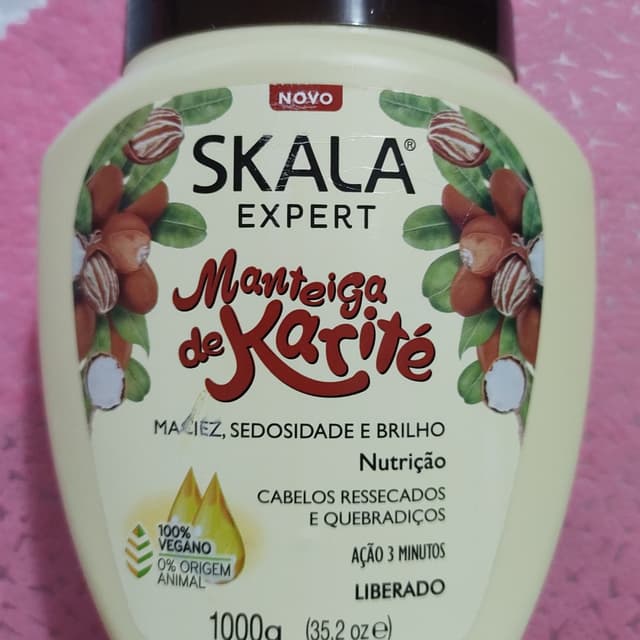 NOVO
SKALA®
EXPERT
Manteiga
de Karité
MACIEZ, SEDOSIDADE E BRILHO
Nutrição
CABELOS RESSECADOS
E QUEBRADIÇOS
100%
VEGANO
0% ORIGEM
ANIMAL
AÇÃO 3 MINUTOS
LIBERADO
1000g (35.2 oz e)